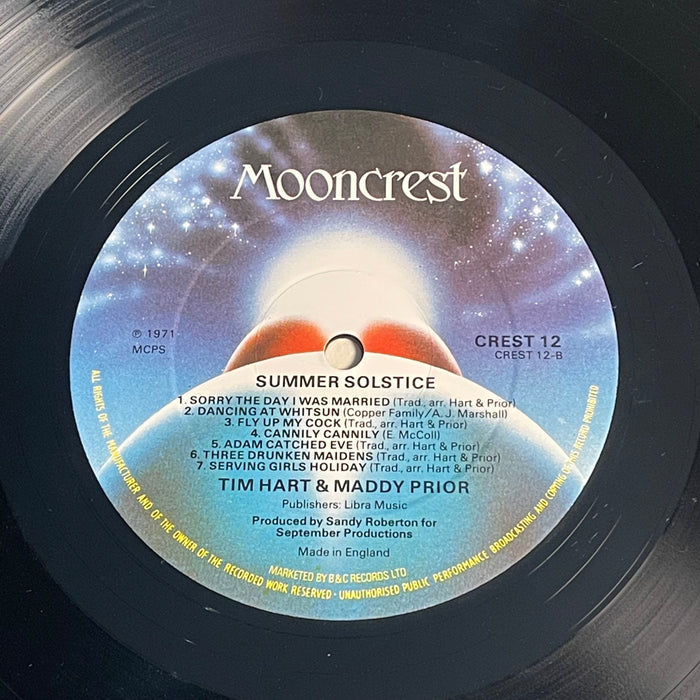 Mooncrest
℗ 1971
MCPS
CREST 12
CREST 12-B
SUMMER SOLSTICE
1. SORRY THE DAY I WAS MARRIED (Trad., arr. Hart & Prior)
2. DANCING AT WHITSUN (Copper Family/A. J. Marshall)
3. FLY UP MY COCK (Trad., arr. Hart & Prior)
4. CANNILY CANNILY (E. McColl)
5. ADAM CATCHED EVE (Trad., arr. Hart & Prior)
6. THREE DRUNKEN MAIDENS (Trad., arr. Hart & Prior)
7. SERVING GIRLS HOLIDAY (Trad., arr. Hart & Prior)
TIM HART & MADDY PRIOR
Publishers: Libra Music
Produced by Sandy Roberton for
September Productions
Made in England
MARKETED BY B&C RECORDS LTD
ALL RIGHTS OF THE MANUFACTURER AND OF THE OWNER OF THE RECORDED WORK RESERVED · UNAUTHORISED PUBLIC PERFORMANCE BROADCASTING AND COPYING OF THIS RECORD PROHIBITED